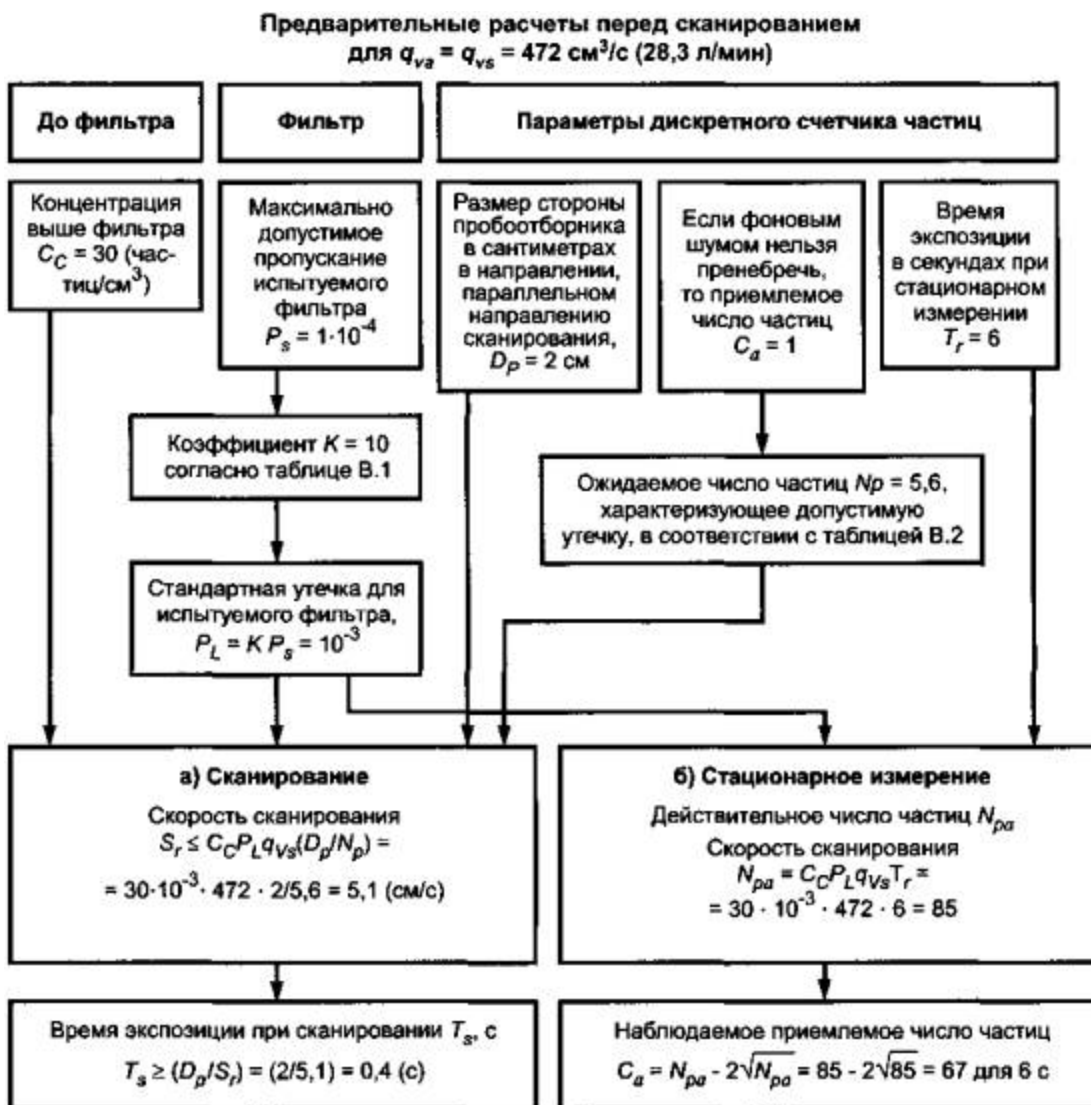 Предварительные расчеты перед сканированием
для q_va = q_vs = 472 см³/с (28,3 л/мин)
До фильтра
Фильтр
Параметры дискретного счетчика частиц
Концентрация
выше фильтра
C_C = 30 (час-
тиц/см³)
Максимально
допустимое
пропускание
испытуемого
фильтра
P_s = 1·10⁻⁴
Размер стороны
пробоотборника
в сантиметрах
в направлении,
параллельном
направлению
сканирования,
D_P = 2 см
Если фоновым
шумом нельзя
пренебречь,
то приемлемое
число частиц
C_a = 1
Время
экспозиции
в секундах при
стационарном
измерении
T_r = 6
Коэффициент K = 10
согласно таблице В.1
Ожидаемое число частиц Np = 5,6,
характеризующее допустимую
утечку, в соответствии с таблицей В.2
Стандартная утечка для
испытуемого фильтра,
P_L = K P_s = 10⁻³
а) Сканирование
Скорость сканирования
S_r ≤ C_C P_L q_Vs (D_p/N_p) =
= 30·10⁻³ · 472 · 2/5,6 = 5,1 (см/с)
б) Стационарное измерение
Действительное число частиц N_pa
Скорость сканирования
N_pa = C_C P_L q_Vs T_r =
= 30 · 10⁻³ · 472 · 6 = 85
Время экспозиции при сканировании T_s, с
T_s ≥ (D_p/S_r) = (2/5,1) = 0,4 (с)
Наблюдаемое приемлемое число частиц
C_a = N_pa - 2√N_pa = 85 - 2√85 = 67 для 6 с